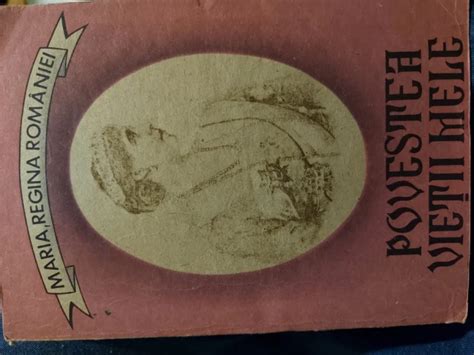 MARIA, REGINA ROMÂNIEI
POVESTEA
VIEȚII MELE